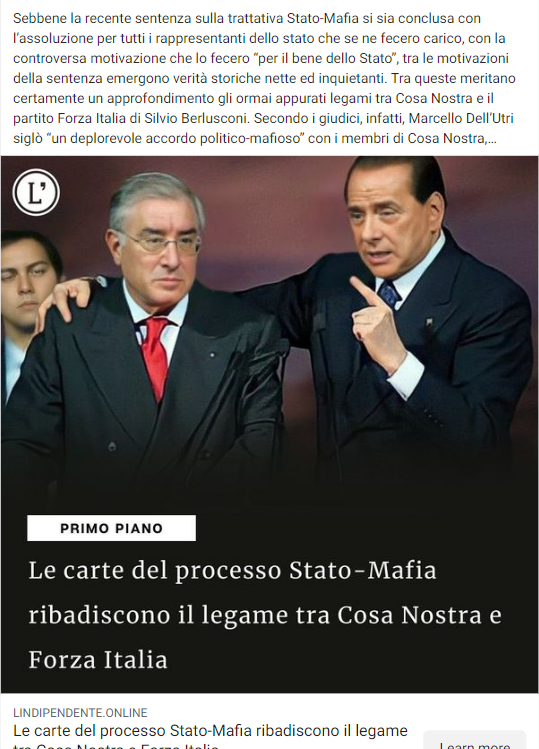 Sebbene la recente sentenza sulla trattativa Stato-Mafia si sia conclusa con
l'assoluzione per tutti i rappresentanti dello stato che se ne fecero carico, con la
controversa motivazione che lo fecero “per il bene dello Stato”, tra le motivazioni
della sentenza emergono verità storiche nette ed inquietanti. Tra queste meritano
certamente un approfondimento gli ormai appurati legami tra Cosa Nostra e il
partito Forza Italia di Silvio Berlusconi. Secondo i giudici, infatti, Marcello Dell'Utri
siglò “un deplorevole accordo politico-mafioso” con i membri di Cosa Nostra,...
L'
PRIMO PIANO
Le carte del processo Stato-Mafia
ribadiscono il legame tra Cosa Nostra e
Forza Italia
LINDIPENDENTE.ONLINE
Le carte del processo Stato-Mafia ribadiscono il legame
tra Cosa Nostra e Forza Italia
Learn more